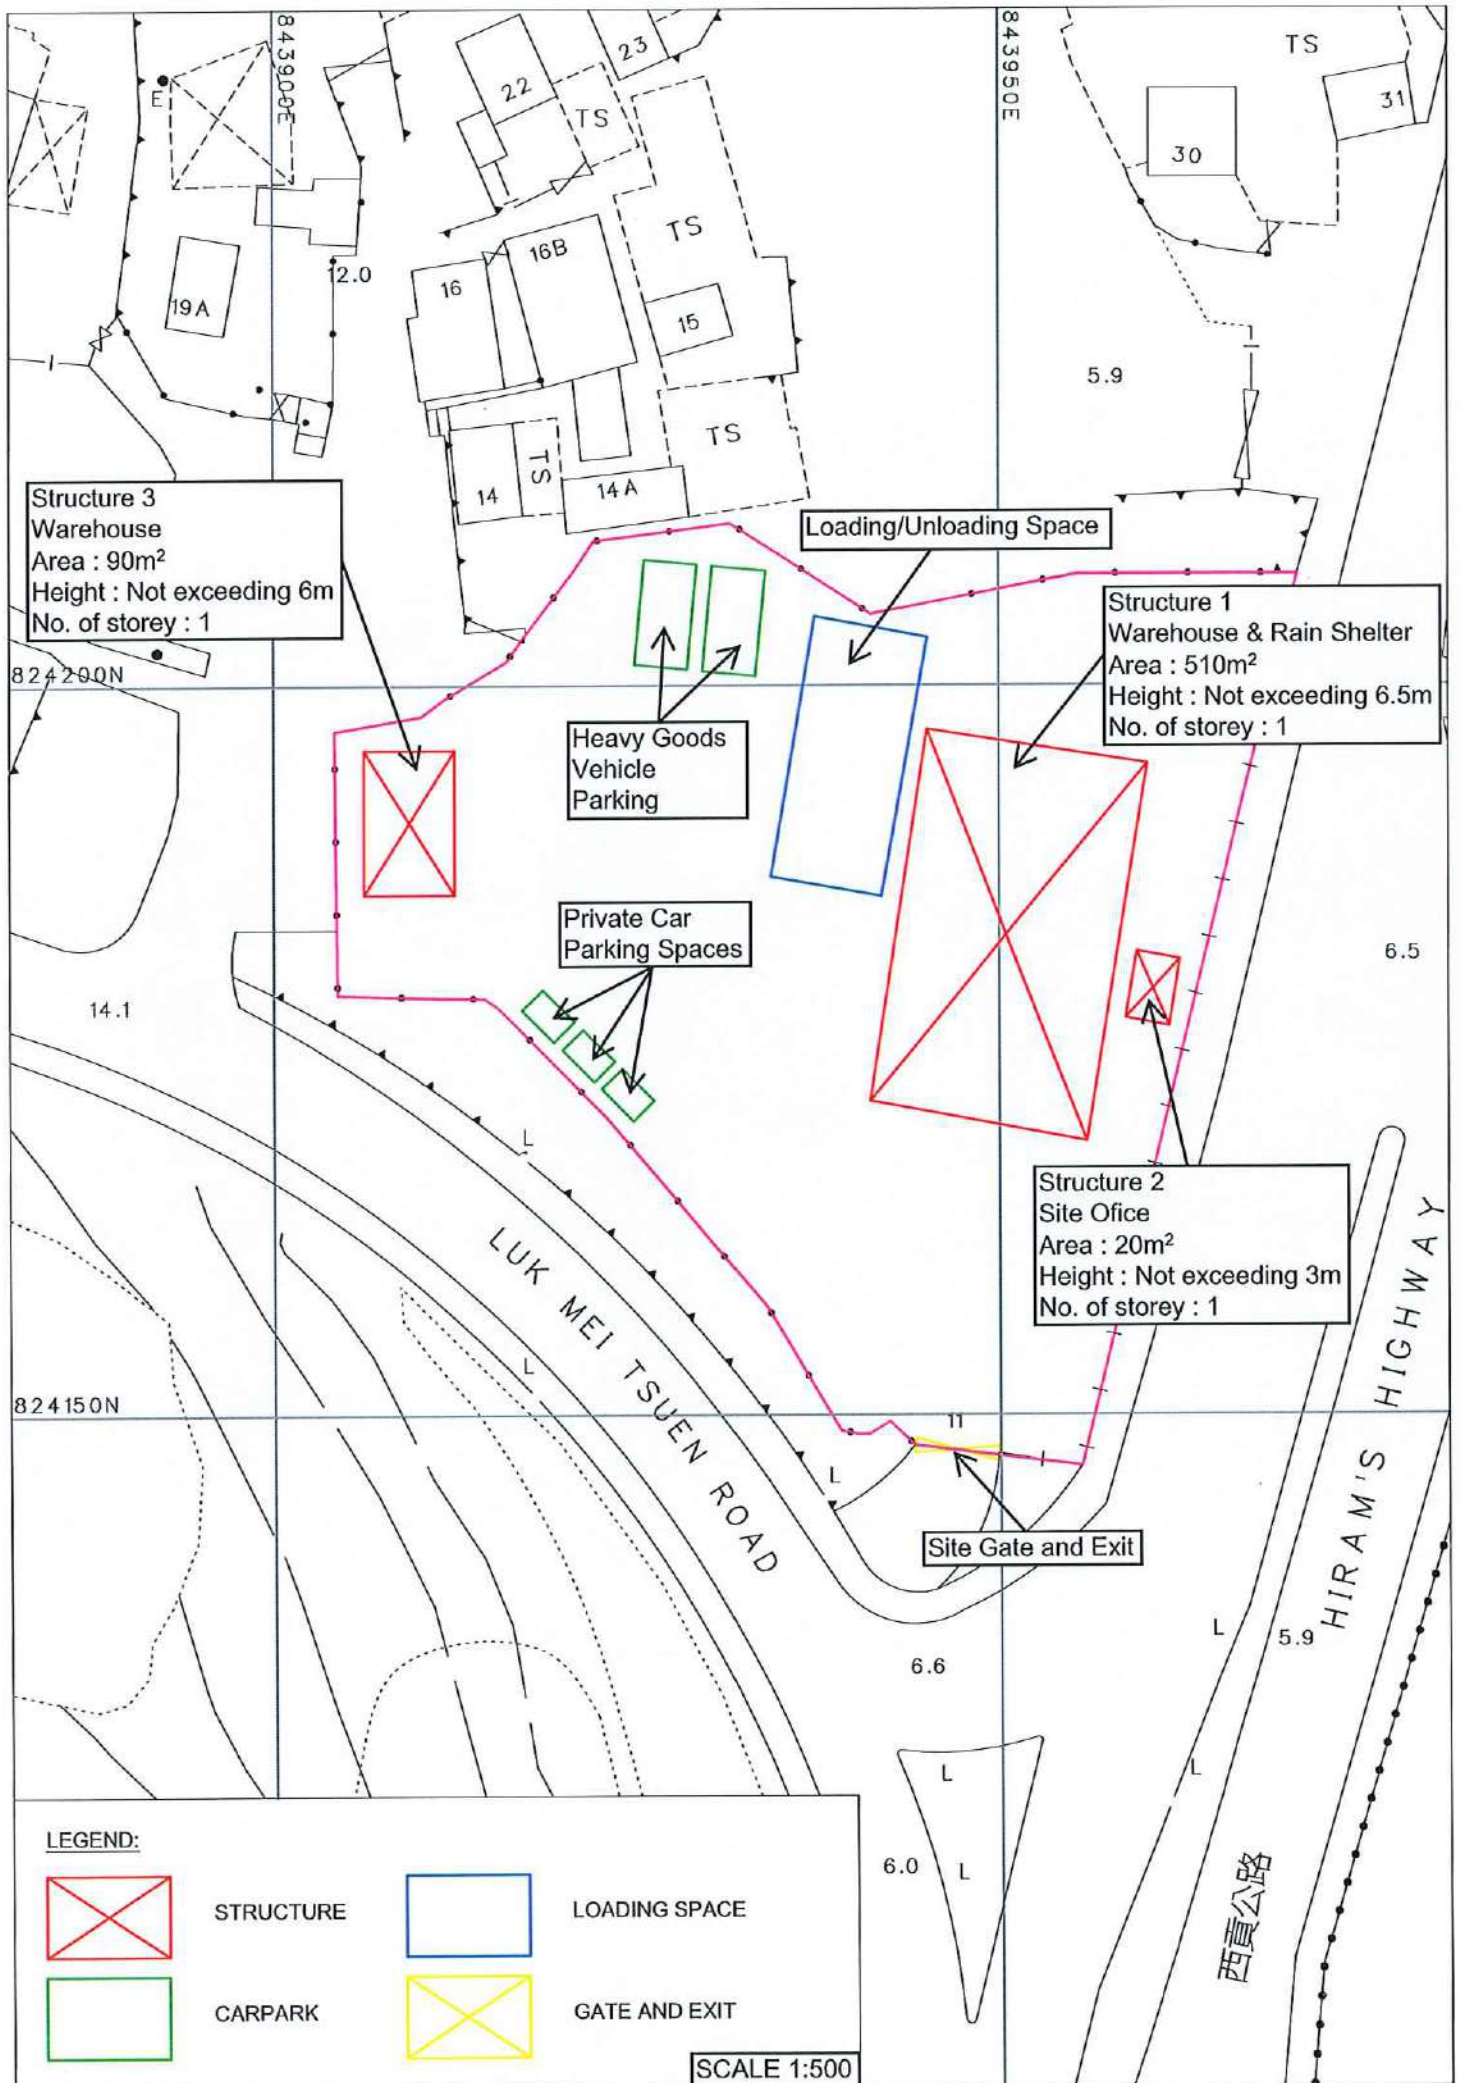 843900E
843950E
23
22
TS
TS
31
30
E
TS
16B
16
12.0
19A
15
5.9
TS
TS
14
14A
Structure 3
Warehouse
Area : 90m²
Height : Not exceeding 6m
No. of storey : 1
Loading/Unloading Space
Structure 1
Warehouse & Rain Shelter
Area : 510m²
Height : Not exceeding 6.5m
No. of storey : 1
824200N
Heavy Goods
Vehicle
Parking
Private Car
Parking Spaces
6.5
14.1
L
Structure 2
Site Ofice
Area : 20m²
Height : Not exceeding 3m
No. of storey : 1
LUK MEI TSUEN ROAD
L
824150N
11
L
Site Gate and Exit
HIRAM'S HIGHWAY
L
5.9
6.6
L
L
6.0
L
西貢公路
LEGEND:
STRUCTURE
LOADING SPACE
CARPARK
GATE AND EXIT
SCALE 1:500